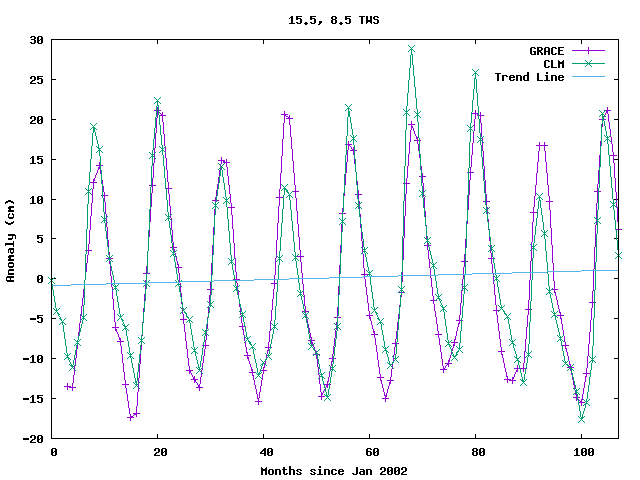 15.5, 8.5 TWS
GRACE
CLM
Trend Line
30
25
20
15
10
5
0
-5
-10
-15
-20
Anomaly (cm)
0 20 40 60 80 100
Months since Jan 2002